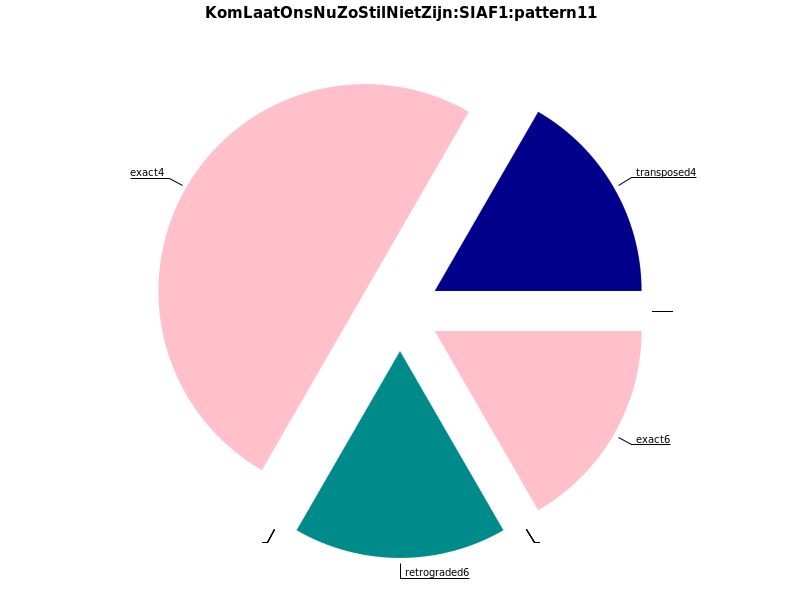 KomLaatOnsNuZoStilNietZijn:SIAF1:pattern11
exact4
transposed4
exact6
retrograded6